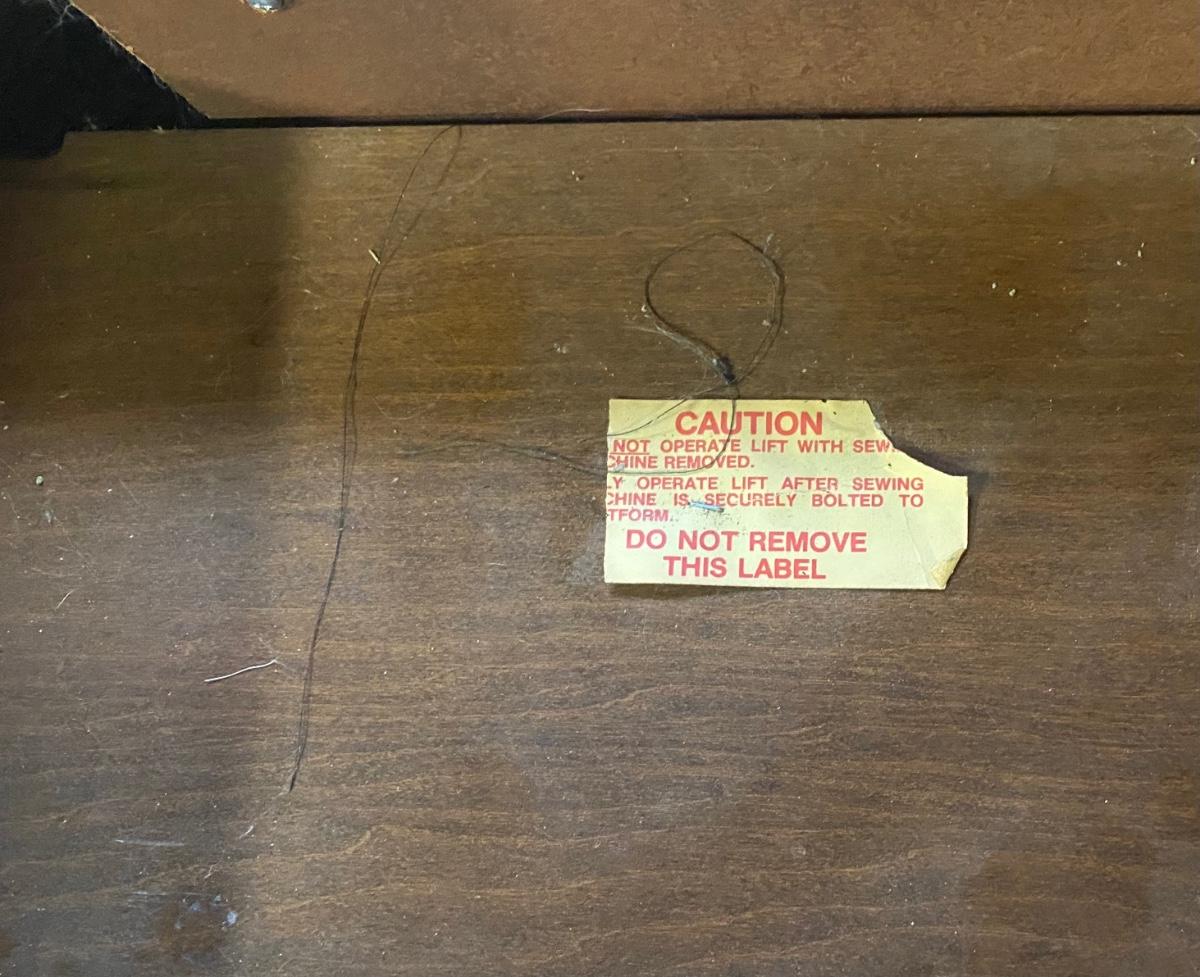 CAUTION
NOT OPERATE LIFT WITH SEW
CHINE REMOVED.
LY OPERATE LIFT AFTER SEWING
CHINE IS SECURELY BOLTED TO
TFORM.
DO NOT REMOVE
THIS LABEL